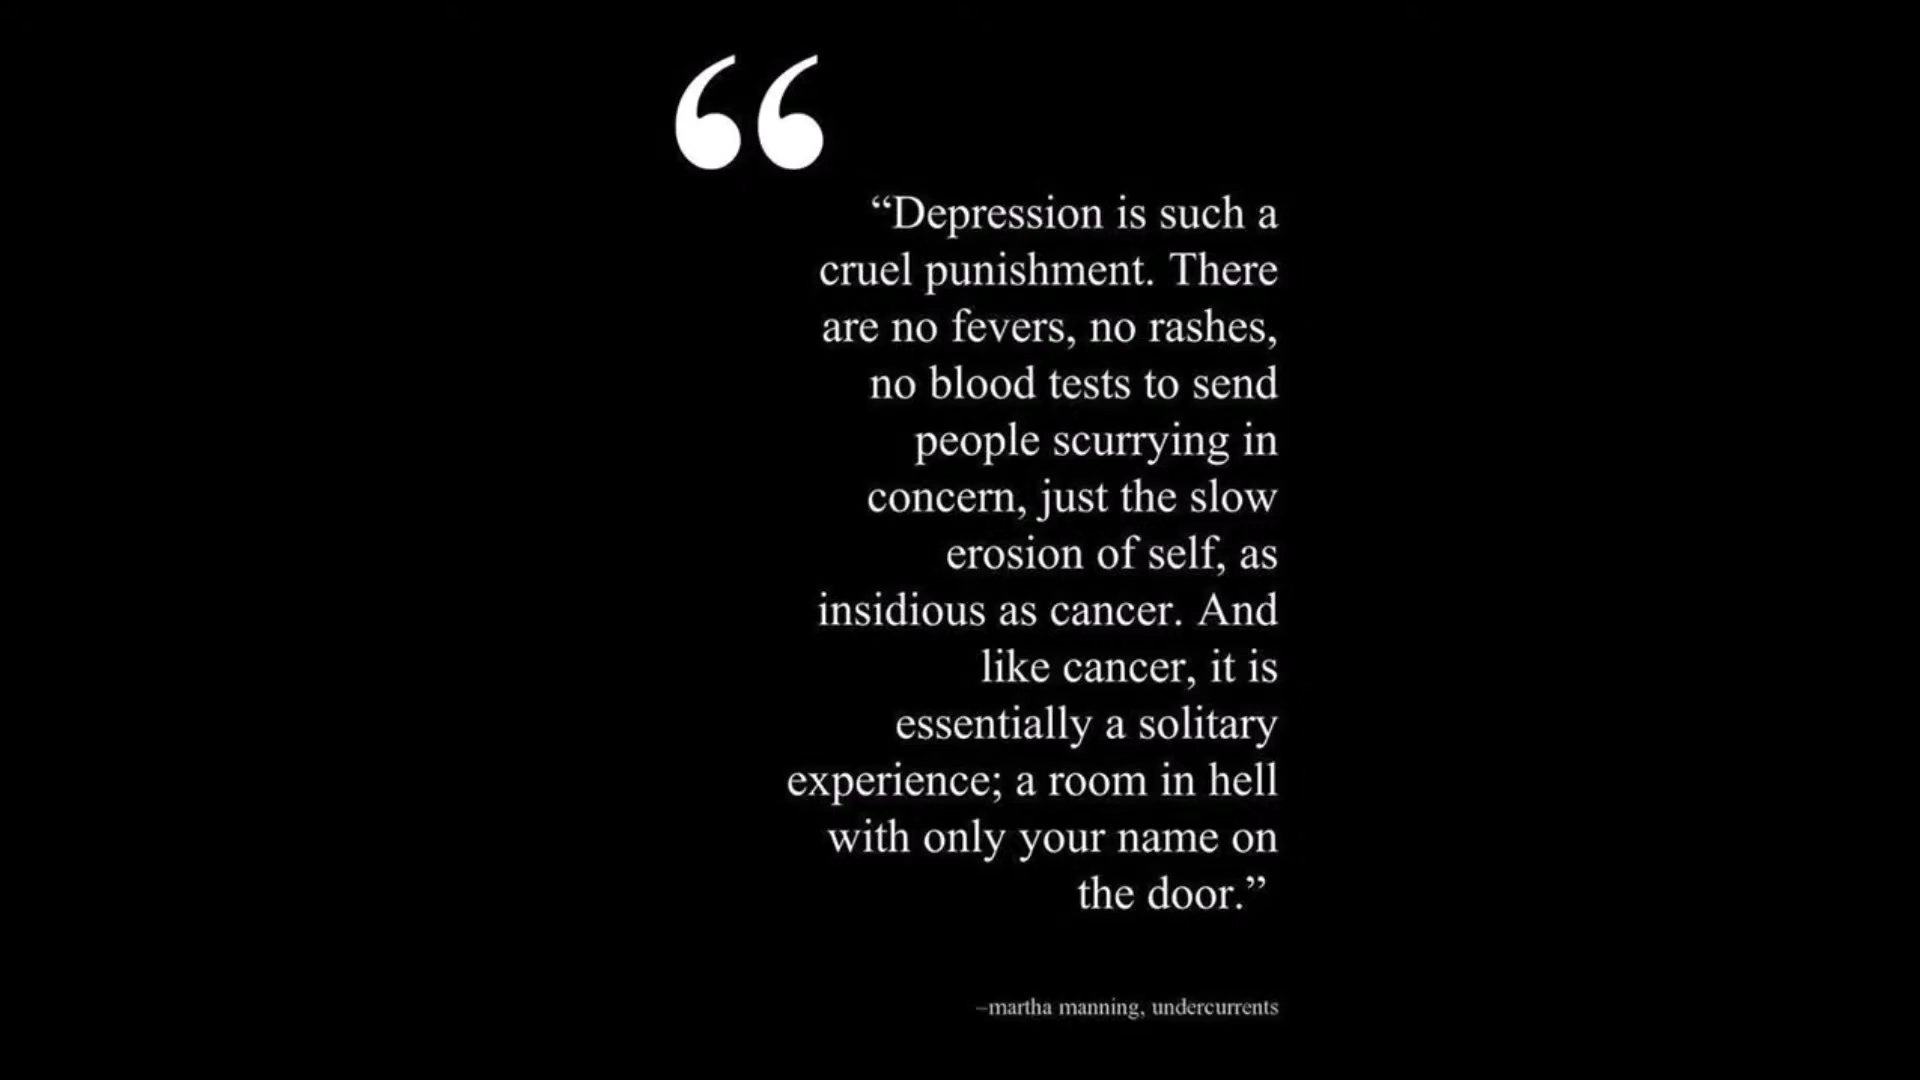 “
“Depression is such a
cruel punishment. There
are no fevers, no rashes,
no blood tests to send
people scurrying in
concern, just the slow
erosion of self, as
insidious as cancer. And
like cancer, it is
essentially a solitary
experience; a room in hell
with only your name on
the door.”
–martha manning, undercurrents